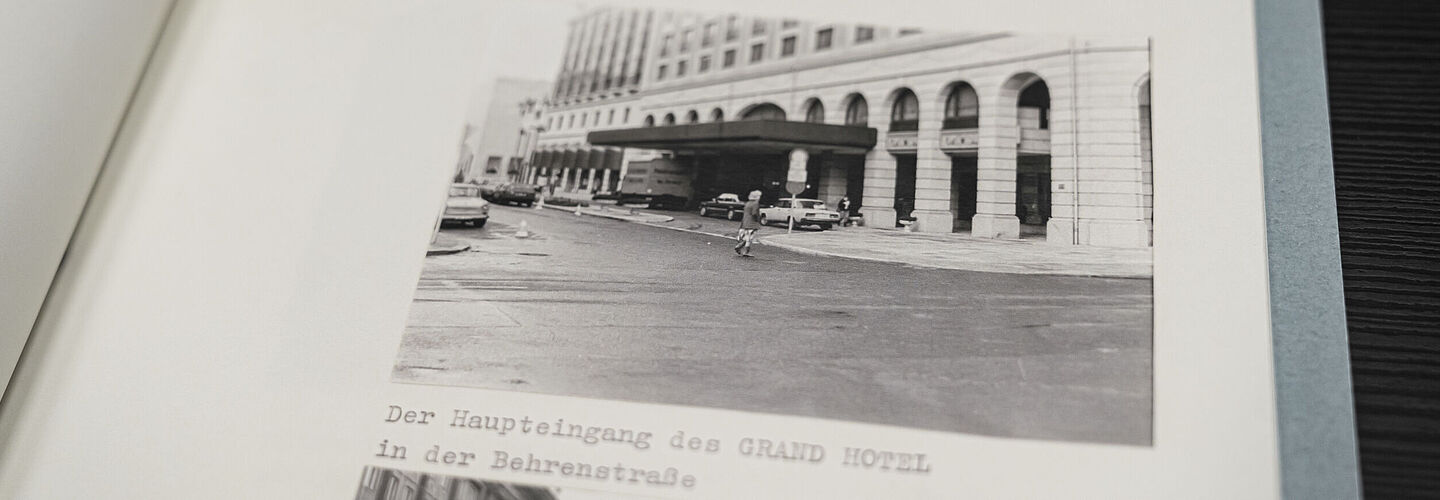 Der Haupteingang des GRAND HOTEL
in der Behrenstraße